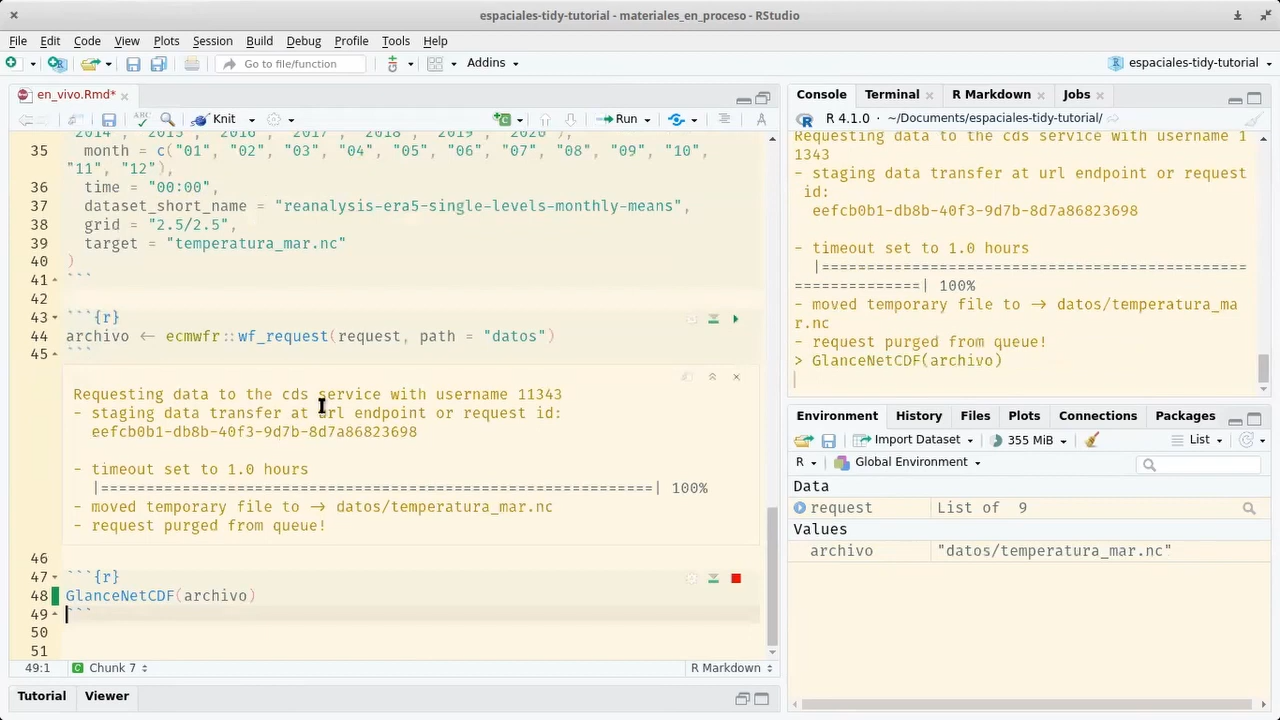 espaciales-tidy-tutorial - materiales_en_proceso - RStudio
File Edit Code View Plots Session Build Debug Profile Tools Help
Go to file/function
Addins
espaciales-tidy-tutorial
en_vivo.Rmd*
Knit
Run
2014", "2015", "2016", "2017", "2018", "2019", "2020"),
35 month = c("01", "02", "03", "04", "05", "06", "07", "08", "09", "10",
"11", "12"),
36 time = "00:00",
37 dataset_short_name = "reanalysis-era5-single-levels-monthly-means",
38 grid = "2.5/2.5",
39 target = "temperatura_mar.nc"
40 )
41 ```
42
43 ```{r}
44 archivo <- ecmwfr::wf_request(request, path = "datos")
45 ```
Requesting data to the cds service with username 11343
- staging data transfer at url endpoint or request id:
eefcb0b1-db8b-40f3-9d7b-8d7a86823698
- timeout set to 1.0 hours
|=============================================================| 100%
- moved temporary file to -> datos/temperatura_mar.nc
- request purged from queue!
46
47 ```{r}
48 GlanceNetCDF(archivo)
49 ```
50
51
49:1 Chunk 7 R Markdown
Tutorial Viewer
Console Terminal R Markdown Jobs
R 4.1.0 · ~/Documents/espaciales-tidy-tutorial/
Requesting data to the cds service with username 1
1343
- staging data transfer at url endpoint or request
id:
eefcb0b1-db8b-40f3-9d7b-8d7a86823698
- timeout set to 1.0 hours
|===============================================
==============| 100%
- moved temporary file to -> datos/temperatura_ma
r.nc
- request purged from queue!
> GlanceNetCDF(archivo)
Environment History Files Plots Connections Packages
Import Dataset 355 MiB List
R Global Environment
Data
request List of 9
Values
archivo "datos/temperatura_mar.nc"